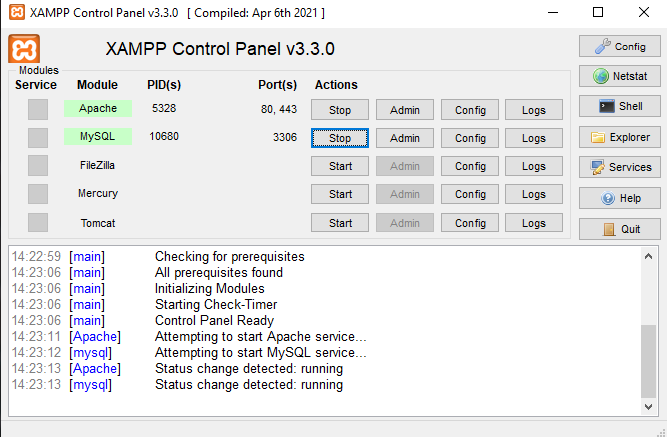 XAMPP Control Panel v3.3.0 [ Compiled: Apr 6th 2021 ]
XAMPP Control Panel v3.3.0
Config
Modules
Service Module PID(s) Port(s) Actions
Netstat
Apache 5328 80, 443 Stop Admin Config Logs
Shell
MySQL 10680 3306 Stop Admin Config Logs
Explorer
FileZilla Start Admin Config Logs
Services
Mercury Start Admin Config Logs
Help
Tomcat Start Admin Config Logs
Quit
14:22:59 [main] Checking for prerequisites
14:23:06 [main] All prerequisites found
14:23:06 [main] Initializing Modules
14:23:06 [main] Starting Check-Timer
14:23:06 [main] Control Panel Ready
14:23:11 [Apache] Attempting to start Apache service...
14:23:12 [mysql] Attempting to start MySQL service...
14:23:13 [Apache] Status change detected: running
14:23:13 [mysql] Status change detected: running